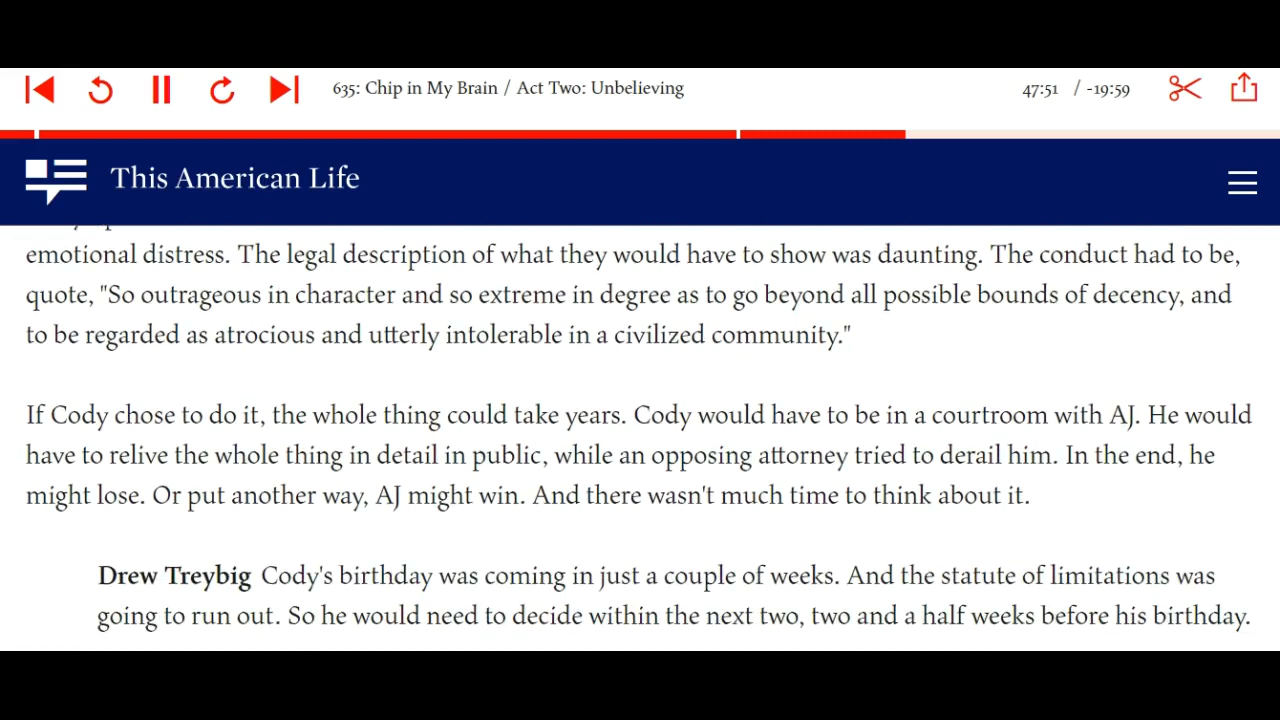 635: Chip in My Brain / Act Two: Unbelieving
47:51 / -19:59
This American Life
emotional distress. The legal description of what they would have to show was daunting. The conduct had to be,
quote, "So outrageous in character and so extreme in degree as to go beyond all possible bounds of decency, and
to be regarded as atrocious and utterly intolerable in a civilized community."
If Cody chose to do it, the whole thing could take years. Cody would have to be in a courtroom with AJ. He would
have to relive the whole thing in detail in public, while an opposing attorney tried to derail him. In the end, he
might lose. Or put another way, AJ might win. And there wasn't much time to think about it.
Drew Treybig Cody's birthday was coming in just a couple of weeks. And the statute of limitations was
going to run out. So he would need to decide within the next two, two and a half weeks before his birthday.